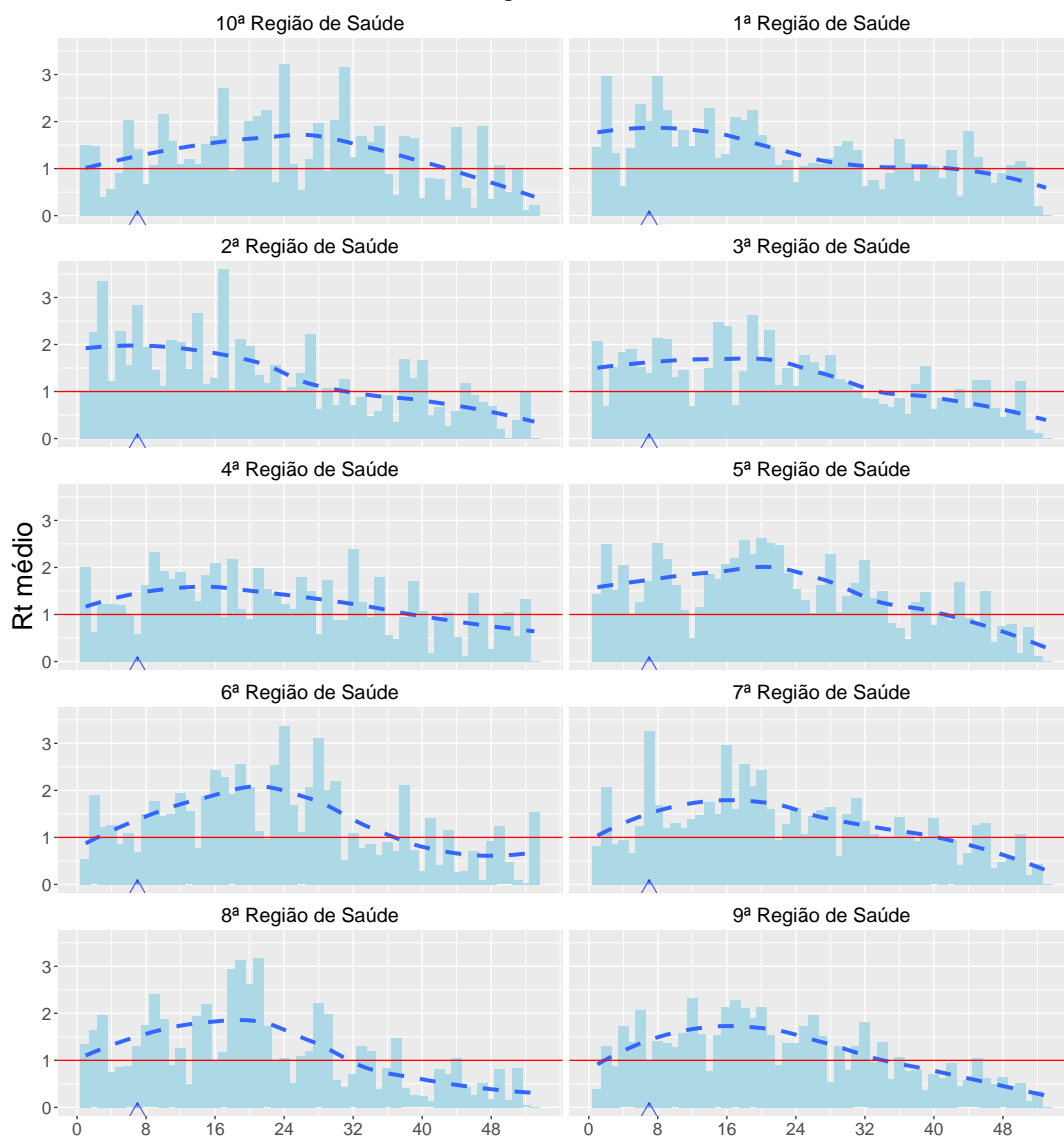 10ª Região de Saúde
1ª Região de Saúde
3
2
1
0
2ª Região de Saúde
3ª Região de Saúde
3
2
1
0
4ª Região de Saúde
5ª Região de Saúde
3
2
1
0
Rt médio
6ª Região de Saúde
7ª Região de Saúde
3
2
1
0
8ª Região de Saúde
9ª Região de Saúde
3
2
1
0
0 8 16 24 32 40 48
0 8 16 24 32 40 48